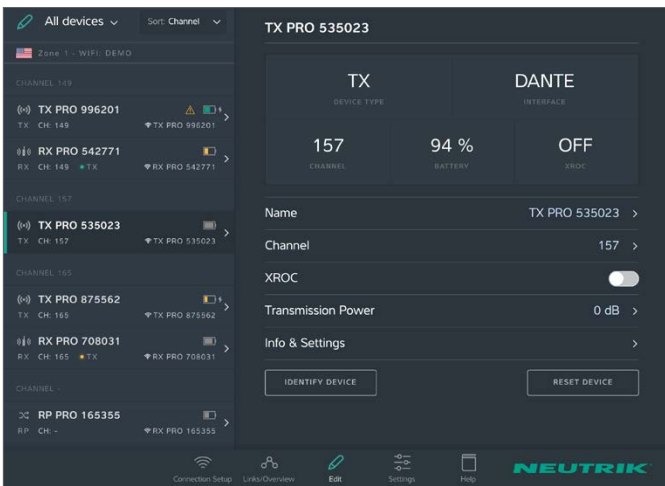 All devices
Sort: Channel
Zone 1 - WIFI: DEMO
CHANNEL 149
TX PRO 996201
TX CH: 149 TX PRO 996201
RX PRO 542771
RX CH: 149 TX RX PRO 542771
CHANNEL 157
TX PRO 535023
TX CH: 157 TX PRO 535023
CHANNEL 165
TX PRO 875562
TX CH: 165 TX PRO 875562
RX PRO 708031
RX CH: 165 TX RX PRO 708031
CHANNEL -
RP PRO 165355
RP CH: - RX PRO 165355
TX PRO 535023
TX DANTE
DEVICE TYPE INTERFACE
157 94 % OFF
CHANNEL BATTERY XROC
Name TX PRO 535023
Channel 157
XROC
Transmission Power 0 dB
Info & Settings
IDENTIFY DEVICE RESET DEVICE
Connection Setup Links/Overview Edit Settings Help NEUTRIK